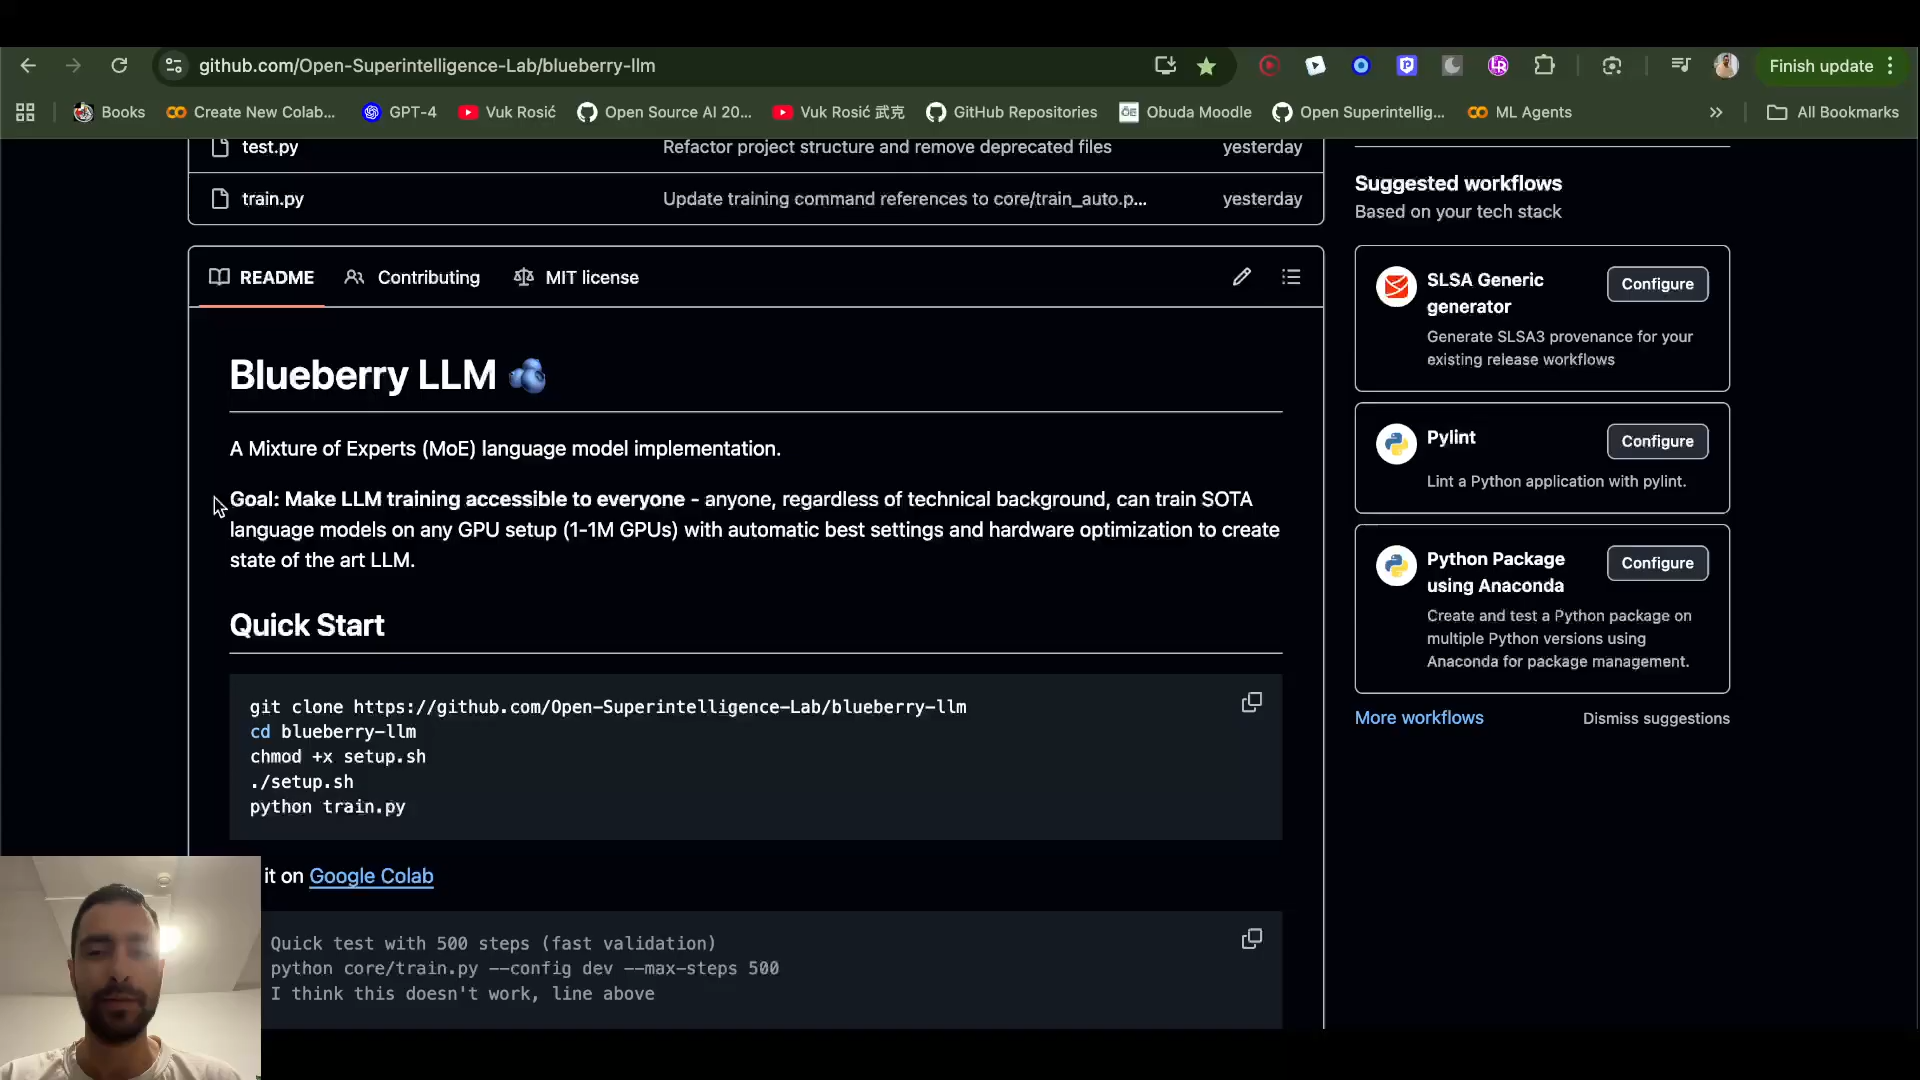 github.com/Open-Superintelligence-Lab/blueberry-llm
Finish update
Books
Create New Colab...
GPT-4
Vuk Rosić
Open Source AI 20...
Vuk Rosić 武克
GitHub Repositories
Obuda Moodle
Open Superintellig...
ML Agents
All Bookmarks
test.py
Refactor project structure and remove deprecated files
yesterday
train.py
Update training command references to core/train_auto.p...
yesterday
README
Contributing
MIT license
Blueberry LLM
A Mixture of Experts (MoE) language model implementation.
Goal: Make LLM training accessible to everyone - anyone, regardless of technical background, can train SOTA
language models on any GPU setup (1-1M GPUs) with automatic best settings and hardware optimization to create
state of the art LLM.
Quick Start
git clone https://github.com/Open-Superintelligence-Lab/blueberry-llm
cd blueberry-llm
chmod +x setup.sh
./setup.sh
python train.py
it on Google Colab
Quick test with 500 steps (fast validation)
python core/train.py --config dev --max-steps 500
I think this doesn't work, line above
Suggested workflows
Based on your tech stack
SLSA Generic
generator
Configure
Generate SLSA3 provenance for your
existing release workflows
Pylint
Configure
Lint a Python application with pylint.
Python Package
using Anaconda
Configure
Create and test a Python package on
multiple Python versions using
Anaconda for package management.
More workflows
Dismiss suggestions